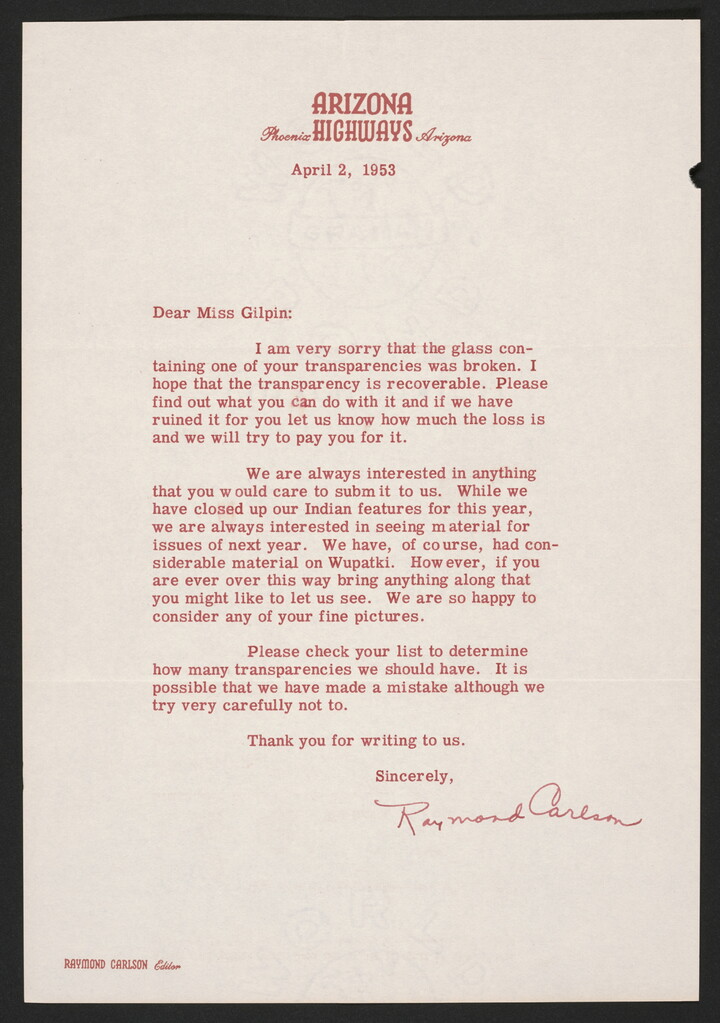 ARIZONA
Phoenix HIGHWAYS Arizona
April 2, 1953
Dear Miss Gilpin:
I am very sorry that the glass con-
taining one of your transparencies was broken. I
hope that the transparency is recoverable. Please
find out what you can do with it and if we have
ruined it for you let us know how much the loss is
and we will try to pay you for it.
We are always interested in anything
that you would care to submit to us. While we
have closed up our Indian features for this year,
we are always interested in seeing material for
issues of next year. We have, of course, had con-
siderable material on Wupatki. However, if you
are ever over this way bring anything along that
you might like to let us see. We are so happy to
consider any of your fine pictures.
Please check your list to determine
how many transparencies we should have. It is
possible that we have made a mistake although we
try very carefully not to.
Thank you for writing to us.
Sincerely,
Raymond Carlson
RAYMOND CARLSON Editor